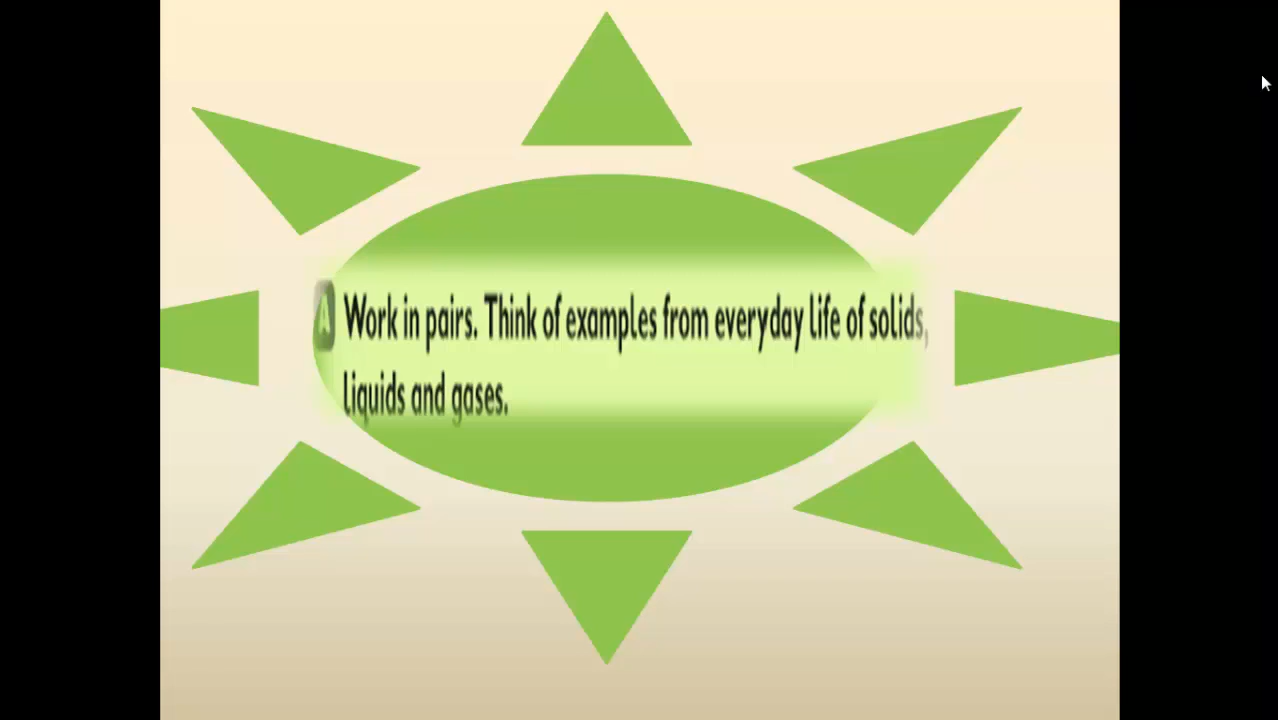 A Work in pairs. Think of examples from everyday life of solids,
liquids and gases.